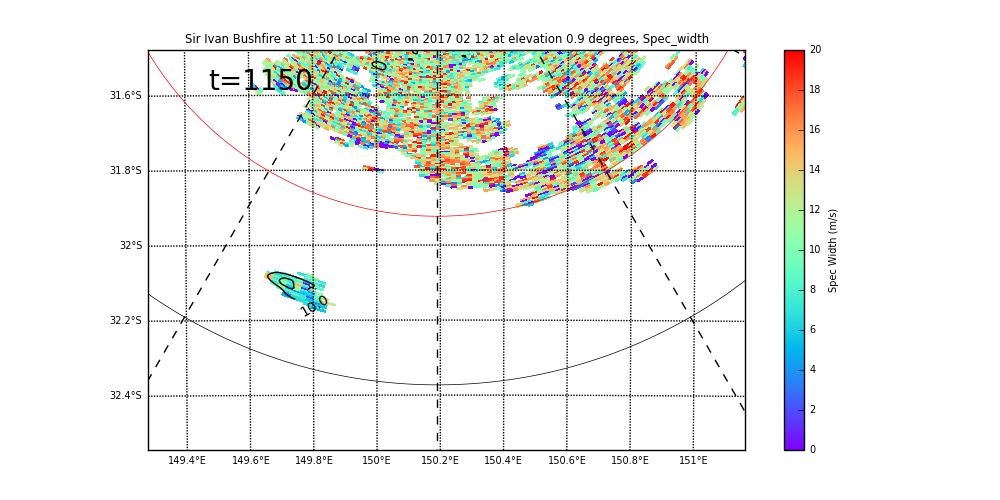 Sir Ivan Bushfire at 11:50 Local Time on 2017 02 12 at elevation 0.9 degrees, Spec_width
t=1150
31.6°S
31.8°S
32°S
32.2°S
32.4°S
149.4°E 149.6°E 149.8°E 150°E 150.2°E 150.4°E 150.6°E 150.8°E 151°E
10.0
20
18
16
14
12
10
8
6
4
2
0
Spec Width (m/s)